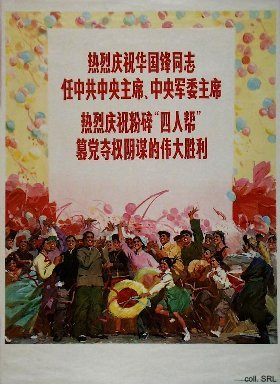 热烈庆祝华国锋同志
任中共中央主席、中央军委主席
热烈庆祝粉碎“四人帮”
篡党夺权阴谋的伟大胜利
coll. SRL